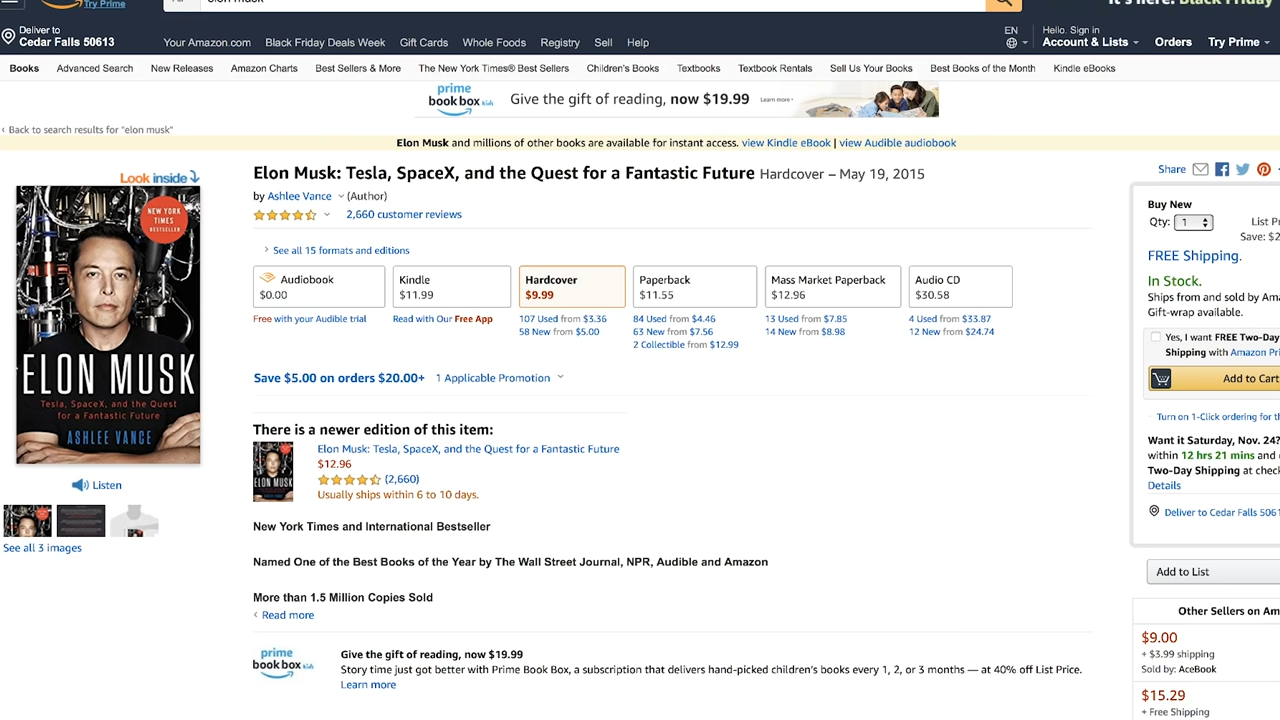 Try Prime
It's here. Black Friday
Deliver to
Cedar Falls 50613
Your Amazon.com Black Friday Deals Week Gift Cards Whole Foods Registry Sell Help
EN
Hello. Sign in
Account & Lists Orders Try Prime
Books Advanced Search New Releases Amazon Charts Best Sellers & More The New York Times® Best Sellers Children's Books Textbooks Textbook Rentals Sell Us Your Books Best Books of the Month Kindle eBooks
prime
book box kids
Give the gift of reading, now $19.99 Learn more ›
‹ Back to search results for "elon musk"
Elon Musk and millions of other books are available for instant access. view Kindle eBook | view Audible audiobook
Look inside
NEW YORK
TIMES
BESTSELLER
ELON MUSK
Tesla, SpaceX, and the Quest
for a Fantastic Future
ASHLEE VANCE
Listen
See all 3 images
Elon Musk: Tesla, SpaceX, and the Quest for a Fantastic Future Hardcover – May 19, 2015
by Ashlee Vance (Author)
2,660 customer reviews
› See all 15 formats and editions
Audiobook
$0.00
Free with your Audible trial
Kindle
$11.99
Read with Our Free App
Hardcover
$9.99
107 Used from $3.36
58 New from $5.00
Paperback
$11.55
84 Used from $4.46
63 New from $7.56
2 Collectible from $12.99
Mass Market Paperback
$12.96
13 Used from $7.85
14 New from $8.98
Audio CD
$30.58
4 Used from $33.87
12 New from $24.74
Save $5.00 on orders $20.00+ 1 Applicable Promotion
There is a newer edition of this item:
ELON MUSK
Elon Musk: Tesla, SpaceX, and the Quest for a Fantastic Future
$12.96
(2,660)
Usually ships within 6 to 10 days.
New York Times and International Bestseller
Named One of the Best Books of the Year by The Wall Street Journal, NPR, Audible and Amazon
More than 1.5 Million Copies Sold
‹ Read more
prime
book box kids
Give the gift of reading, now $19.99
Story time just got better with Prime Book Box, a subscription that delivers hand-picked children's books every 1, 2, or 3 months — at 40% off List Price.
Learn more
Share
Buy New
Qty: 1
List
Save: $2
FREE Shipping.
In Stock.
Ships from and sold by
Gift-wrap available.
Yes, I want FREE Two-Day
Shipping with Amazon
Add to Cart
Turn on 1-Click ordering for
Want it Saturday, Nov. 24?
within 12 hrs 21 mins and
Two-Day Shipping at
Details
Deliver to Cedar Falls
Add to List
Other Sellers on
$9.00
+ $3.99 shipping
Sold by: AceBook
$15.29
+ Free Shipping